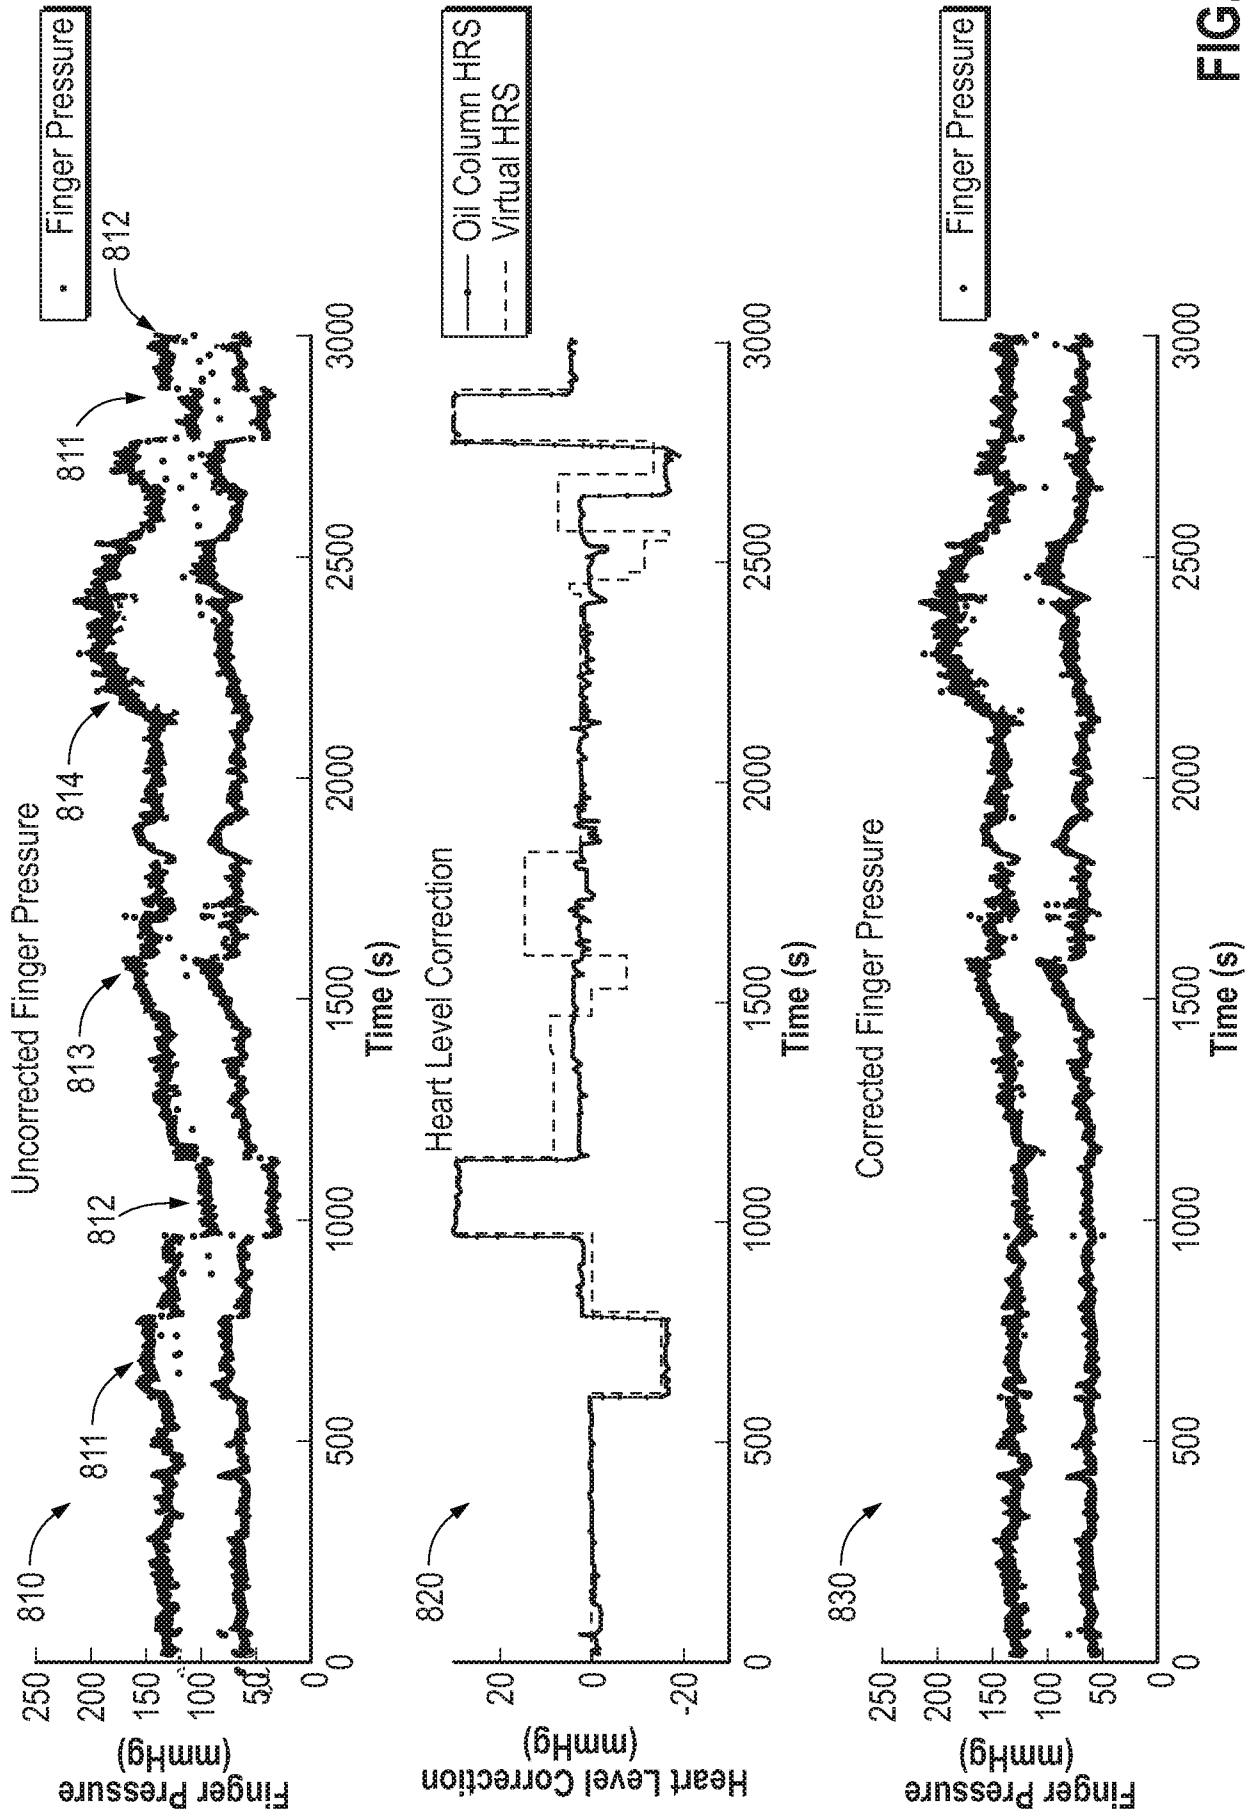 810
Uncorrected Finger Pressure
811
812
813
814
811
812
Finger Pressure
Finger Pressure
(mmHg)
250
200
150
100
50
0
0
500
1000
1500
2000
2500
3000
Time (s)
820
Heart Level Correction
Oil Column HRS
Virtual HRS
Heart Level Correction
(mmHg)
20
0
-20
0
500
1000
1500
2000
2500
3000
Time (s)
830
Corrected Finger Pressure
Finger Pressure
Finger Pressure
(mmHg)
250
200
150
100
50
0
0
500
1000
1500
2000
2500
3000
Time (s)
FIG.